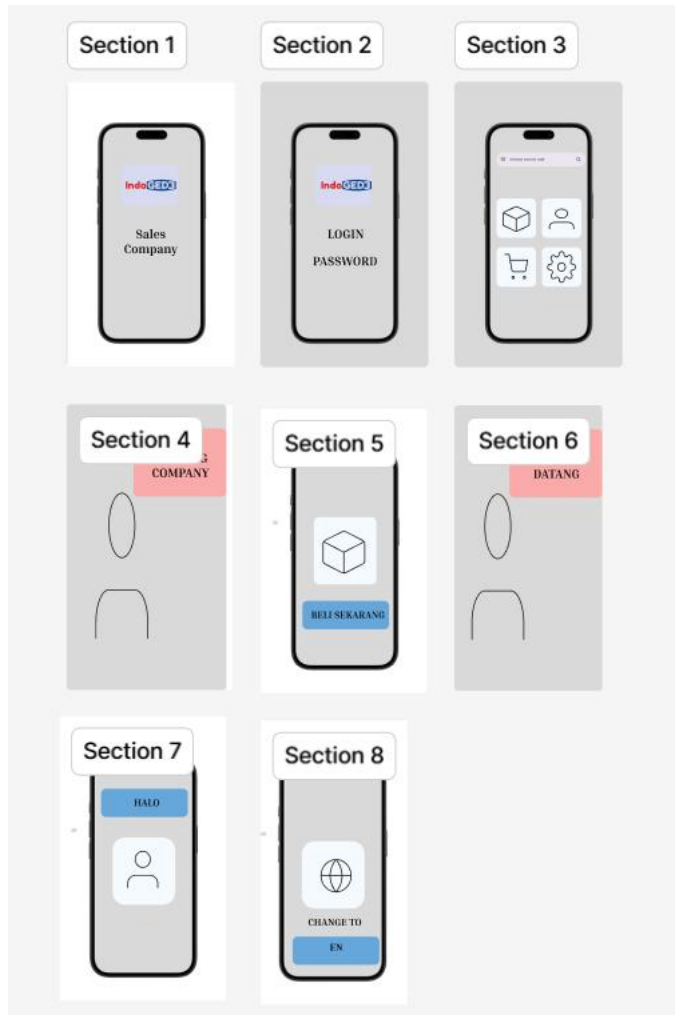 Section 1
Section 2
Section 3
IndoGEDE
Sales
Company
IndoGEDE
LOGIN
PASSWORD
Section 4
COMPANY
Section 5
BELI SEKARANG
Section 6
DATANG
Section 7
HALO
Section 8
CHANGE TO
EN